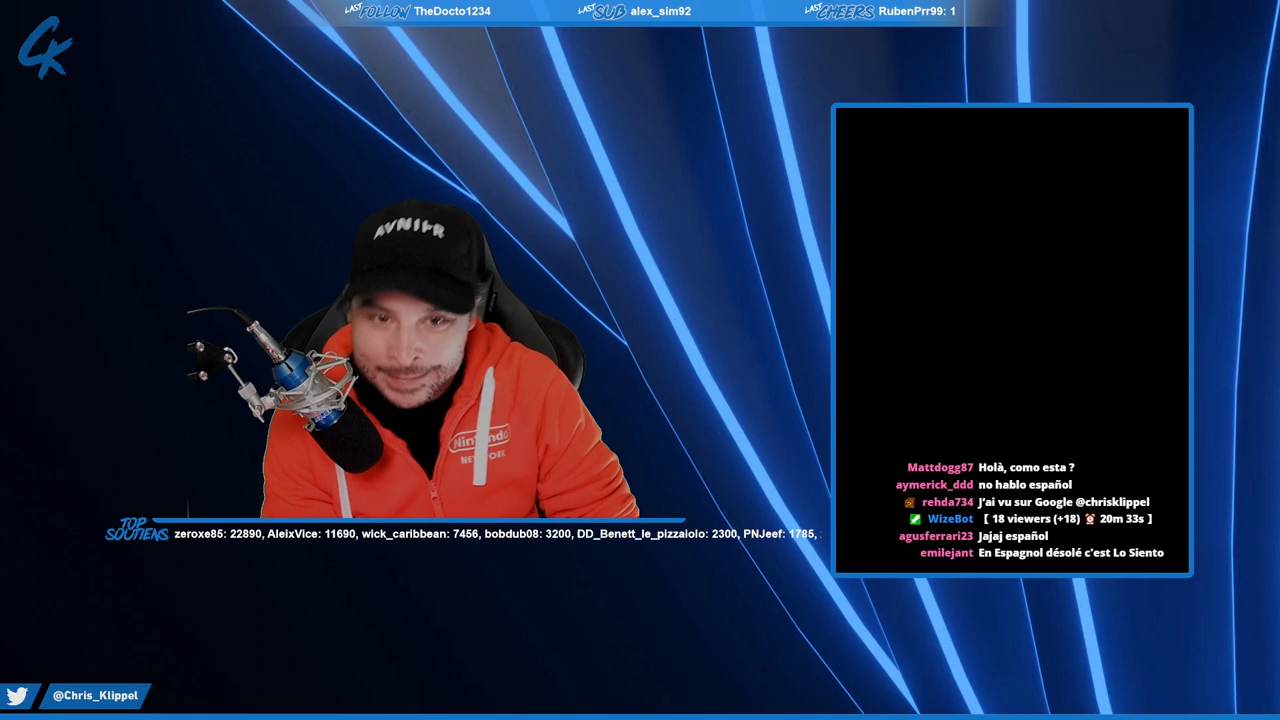 LAST FOLLOW TheDocto1234
LAST SUB alex_sim92
LAST CHEERS RubenPrr99: 1
CK
AVNIER
Nintendo
NEW YORK
Mattdogg87 Holà, como esta ?
aymerick_ddd no hablo español
rehda734 J'ai vu sur Google @chrisklippel
WizeBot 【 18 viewers (+18) ⏰ 20m 33s 】
agusferrari23 Jajaj español
emilejant En Espagnol désolé c'est Lo Siento
TOP SOUTIENS zeroxe85: 22890, AleixVice: 11690, wick_caribbean: 7456, bobdub08: 3200, DD_Benett_le_pizzalolo: 2300, PNJeef: 1785,
@Chris_Klippel